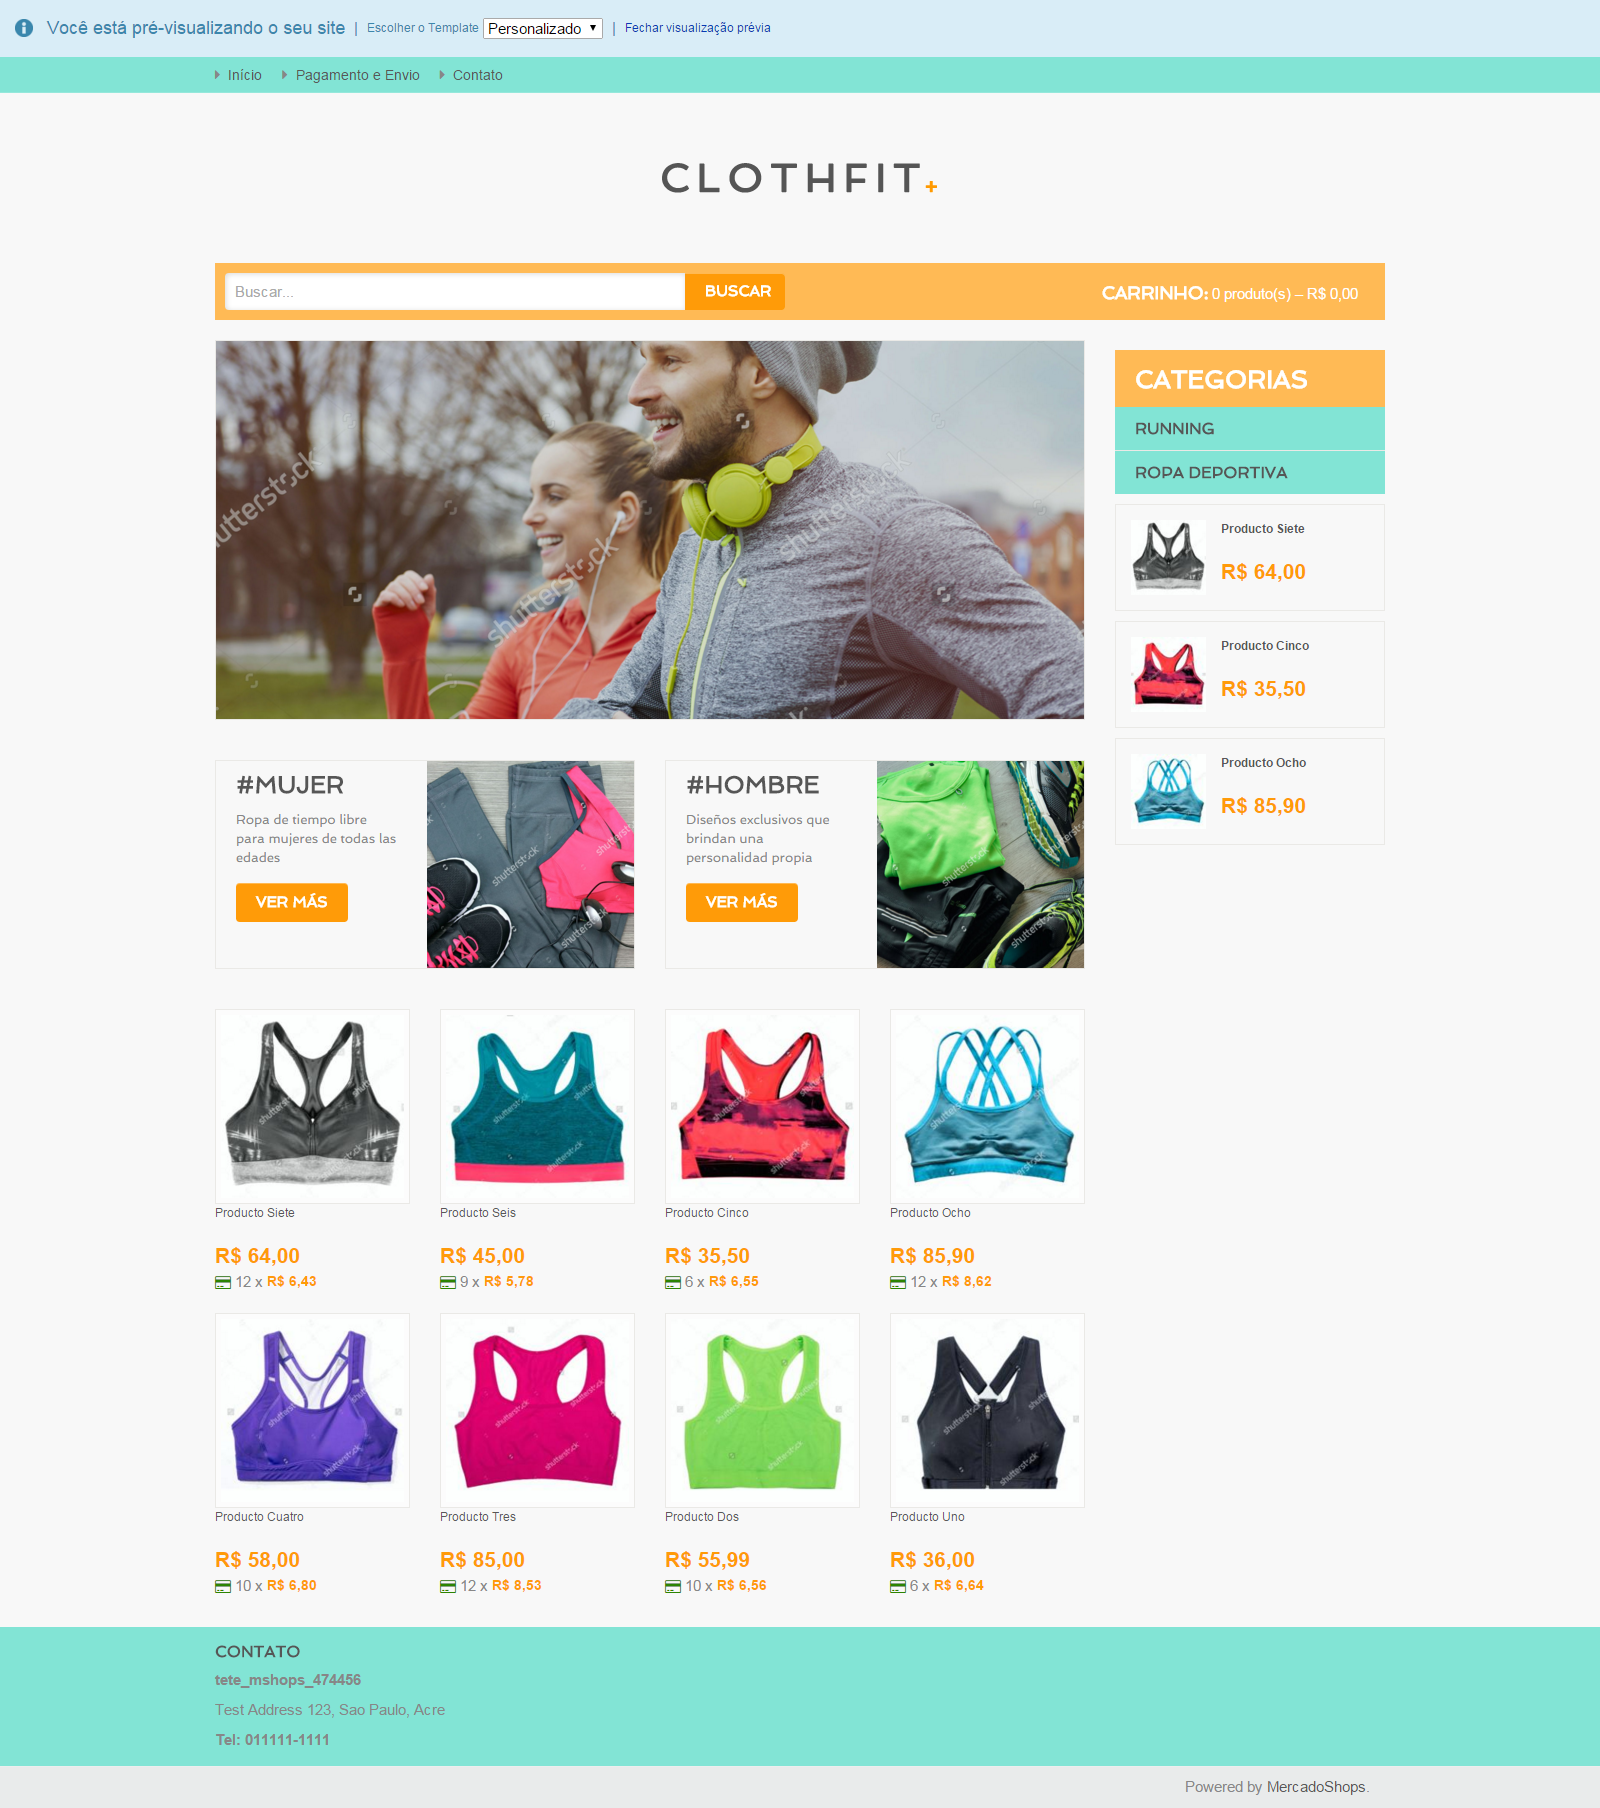 Você está pré-visualizando o seu site | Escolher o Template Personalizado | Fechar visualização prévia
Início Pagamento e Envio Contato
CLOTHFIT+
Buscar... BUSCAR CARRINHO: 0 produto(s) – R$ 0,00
shutterstock
shutterstock
shutterstock
CATEGORIAS
RUNNING
ROPA DEPORTIVA
Producto Siete
R$ 64,00
Producto Cinco
R$ 35,50
Producto Ocho
R$ 85,90
#MUJER
Ropa de tiempo libre
para mujeres de todas las
edades
VER MÁS
shutterstock
#HOMBRE
Diseños exclusivos que
brindan una
personalidad propia
VER MÁS
shutterstock
Producto Siete Producto Seis Producto Cinco Producto Ocho
R$ 64,00 R$ 45,00 R$ 35,50 R$ 85,90
12 x R$ 6,43 9 x R$ 5,78 6 x R$ 6,55 12 x R$ 8,62
Producto Cuatro Producto Tres Producto Dos Producto Uno
R$ 58,00 R$ 85,00 R$ 55,99 R$ 36,00
10 x R$ 6,80 12 x R$ 8,53 10 x R$ 6,56 6 x R$ 6,64
CONTATO
tete_mshops_474456
Test Address 123, Sao Paulo, Acre
Tel: 011111-1111
Powered by MercadoShops.